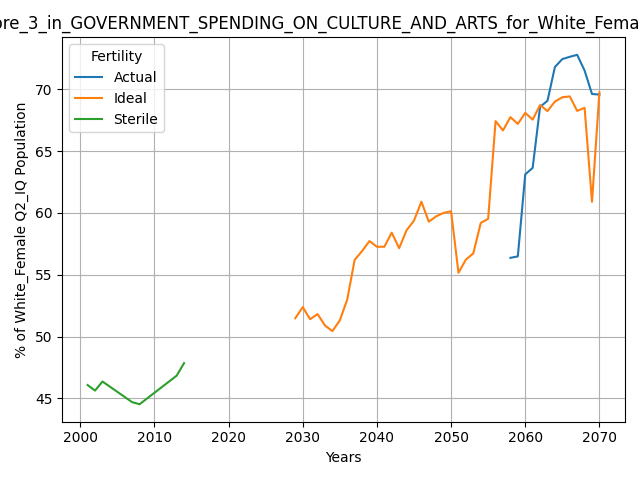 ore_3_in_GOVERNMENT_SPENDING_ON_CULTURE_AND_ARTS_for_White_Fema
Fertility
Actual
Ideal
Sterile
% of White_Female Q2_IQ Population
70
65
60
55
50
45
2000
2010
2020
2030
2040
2050
2060
2070
Years